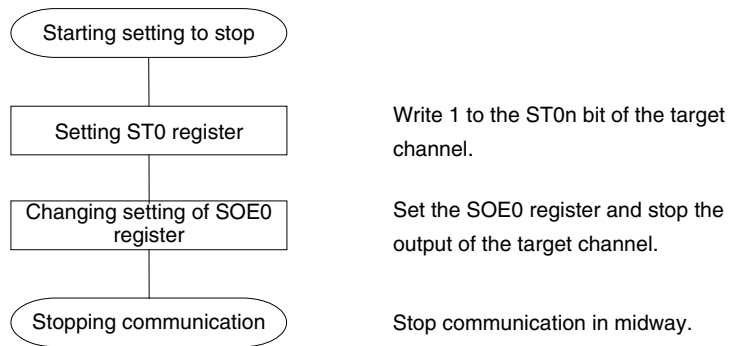 Starting setting to stop
Setting ST0 register
Write 1 to the ST0n bit of the target
channel.
Changing setting of SOE0
register
Set the SOE0 register and stop the
output of the target channel.
Stopping communication
Stop communication in midway.